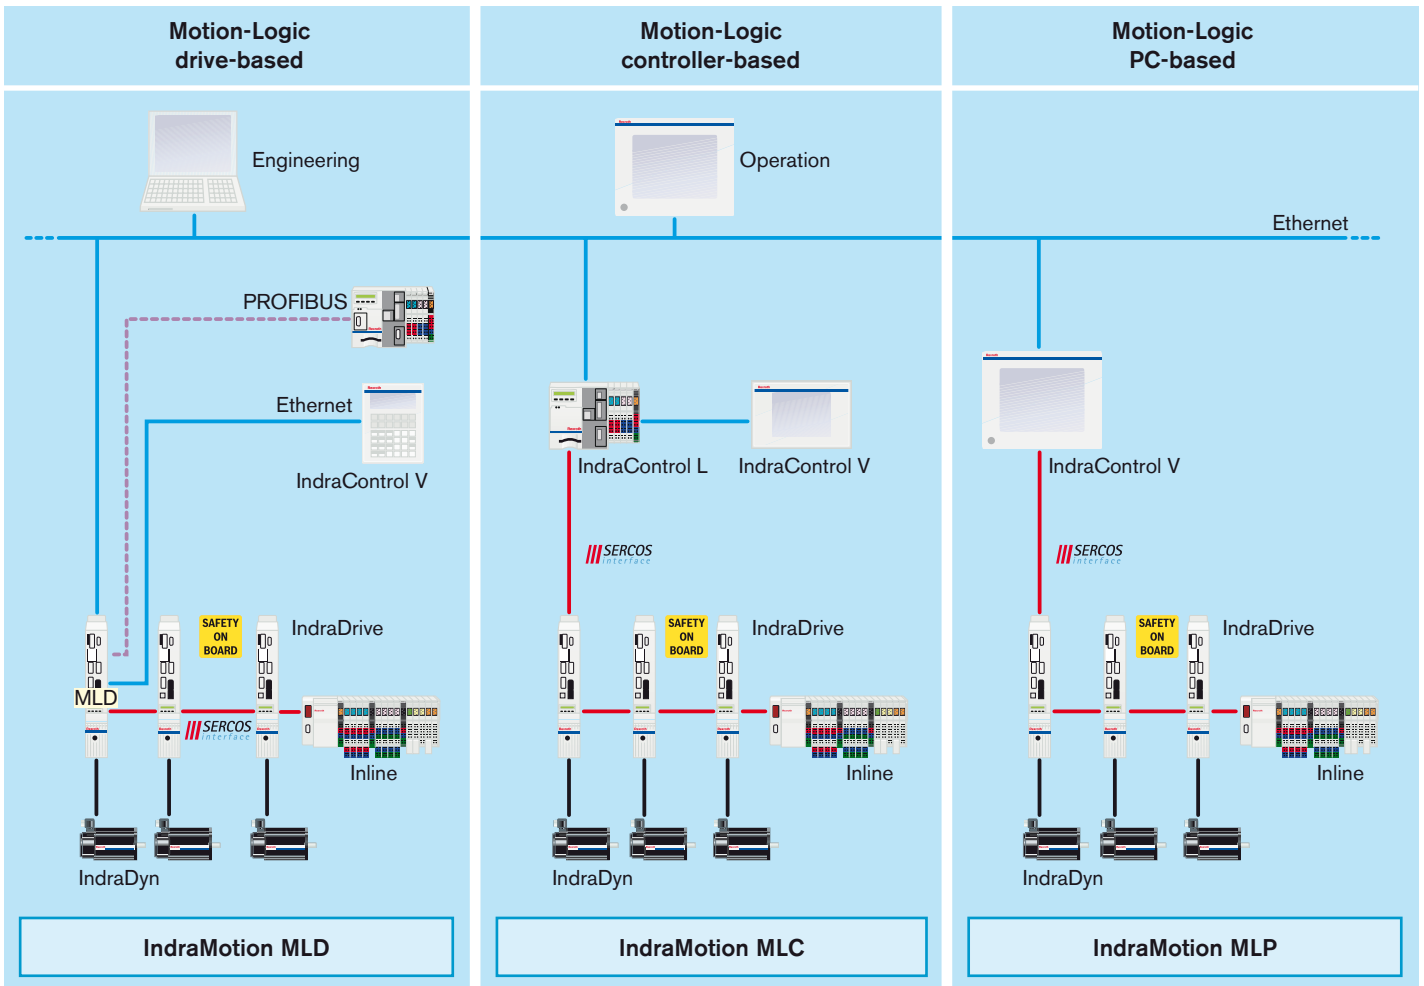 Motion-Logic
drive-based
Motion-Logic
controller-based
Motion-Logic
PC-based
Engineering
Operation
Ethernet
PROFIBUS
Ethernet
IndraControl V
IndraControl L
IndraControl V
IndraControl V
SERCOS
interface
SERCOS
interface
SAFETY
ON
BOARD
IndraDrive
SAFETY
ON
BOARD
IndraDrive
SAFETY
ON
BOARD
IndraDrive
MLD
SERCOS
interface
Inline
Inline
Inline
IndraDyn
IndraDyn
IndraDyn
IndraMotion MLD
IndraMotion MLC
IndraMotion MLP